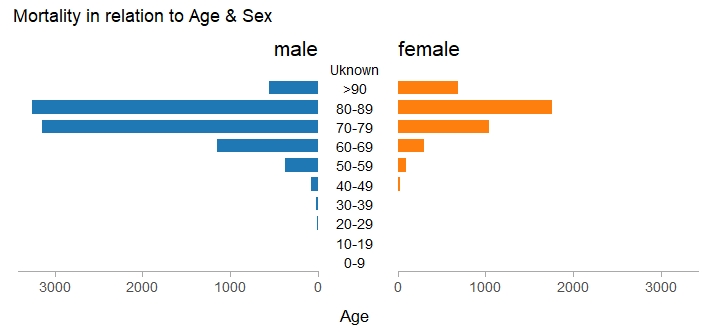 Mortality in relation to Age & Sex
male female
Uknown
>90
80-89
70-79
60-69
50-59
40-49
30-39
20-29
10-19
0-9
3000 2000 1000 0 0 1000 2000 3000
Age